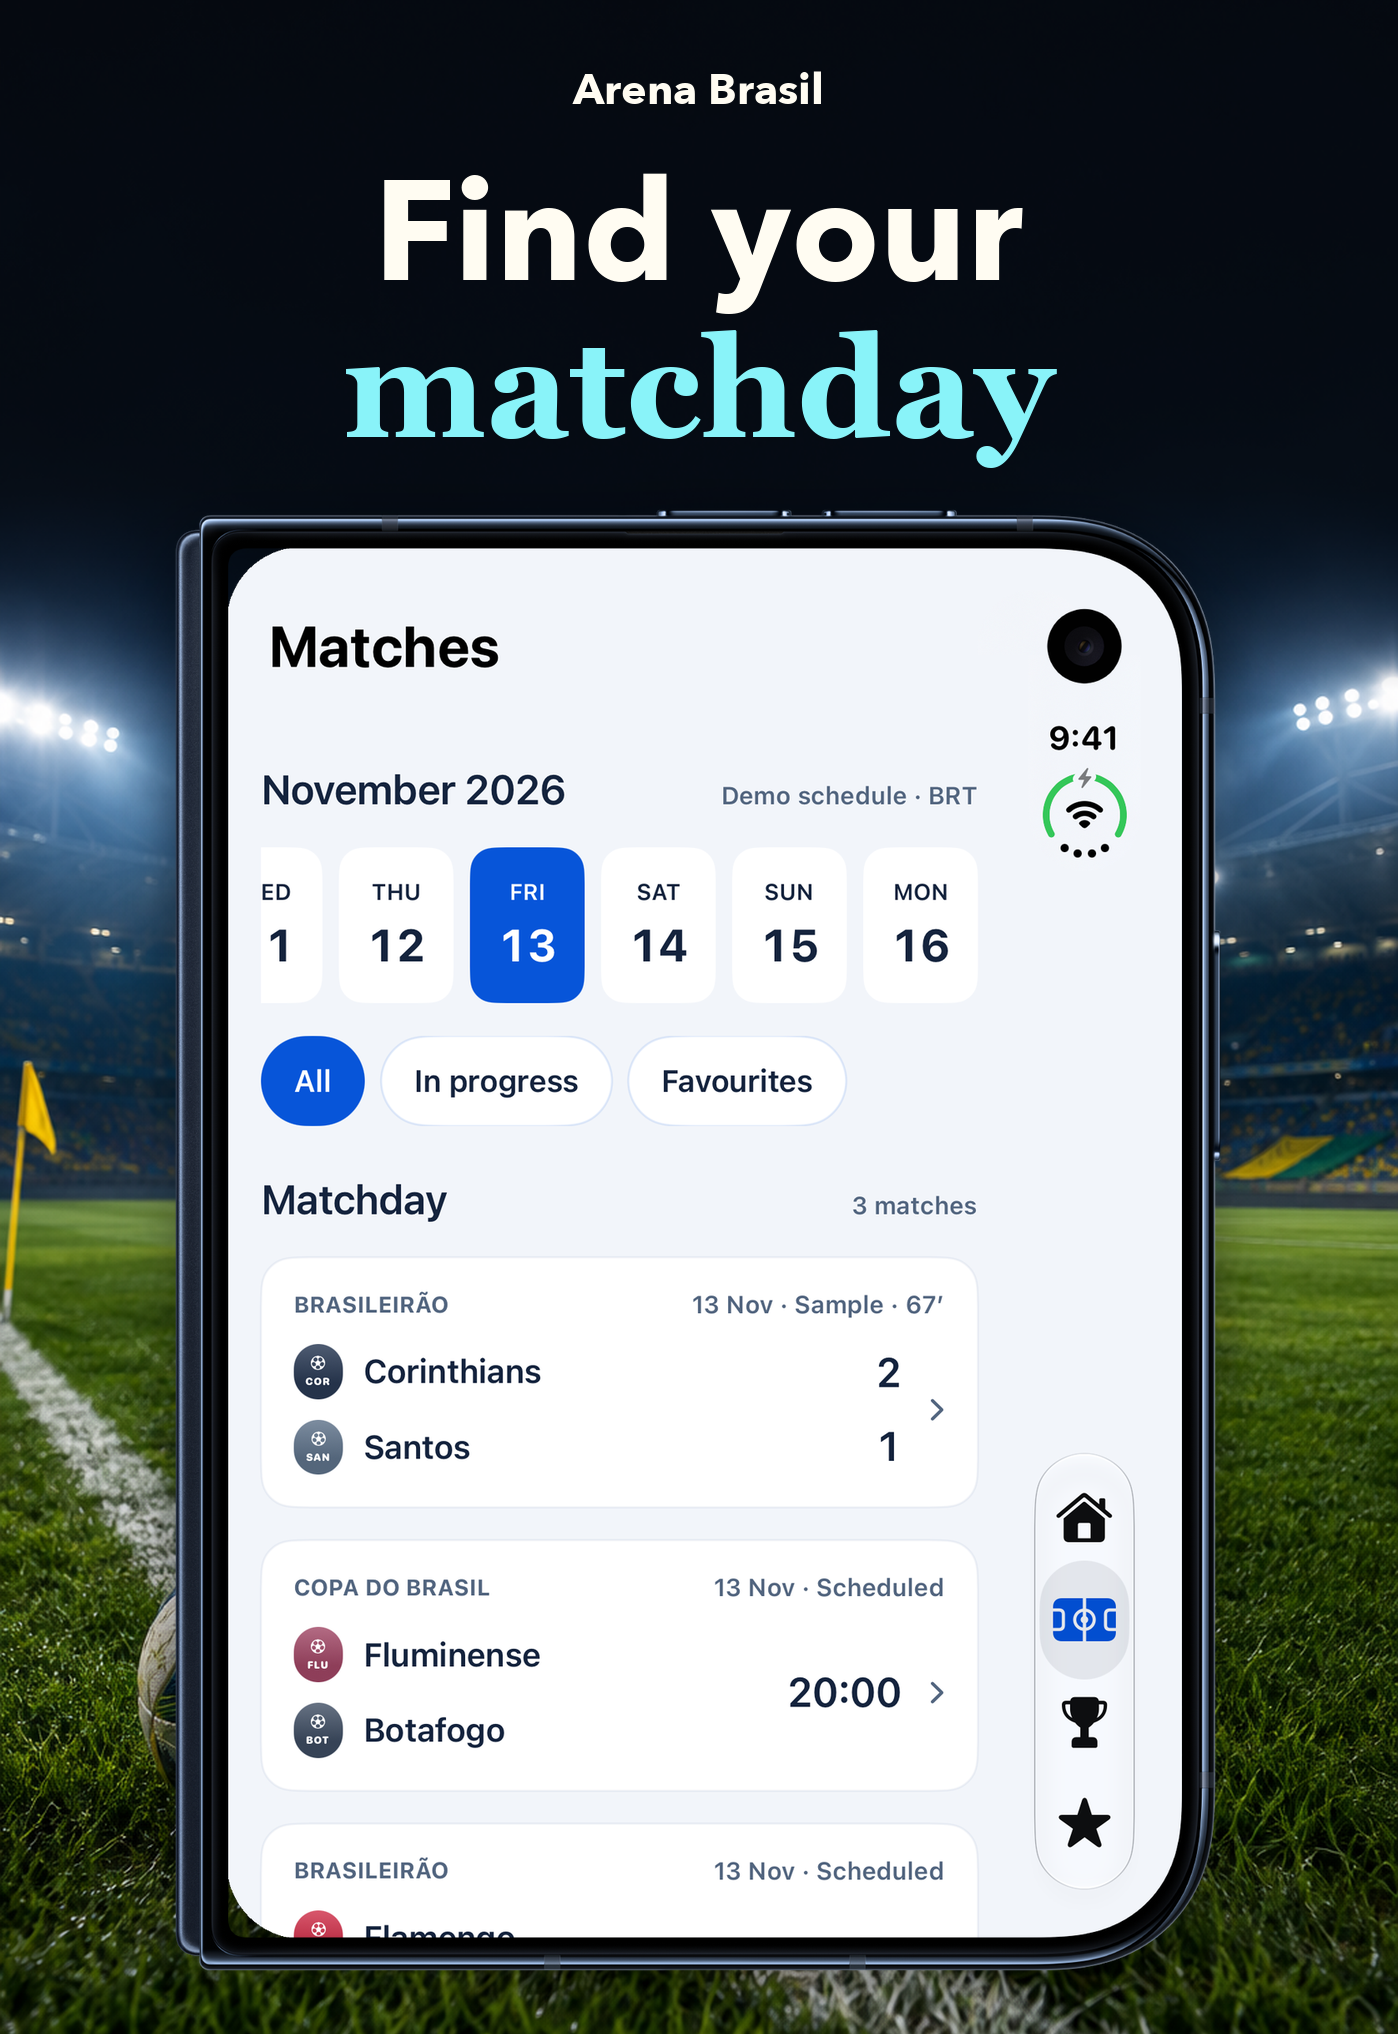 Arena Brasil
Find your
matchday
Matches
9:41
November 2026
Demo schedule · BRT
ED THU FRI SAT SUN MON
1 12 13 14 15 16
All In progress Favourites
Matchday
3 matches
BRASILEIRÃO
13 Nov · Sample · 67′
COR Corinthians 2
SAN Santos 1
COPA DO BRASIL
13 Nov · Scheduled
FLU Fluminense
20:00
BOT Botafogo
BRASILEIRÃO
13 Nov · Scheduled
Flamengo